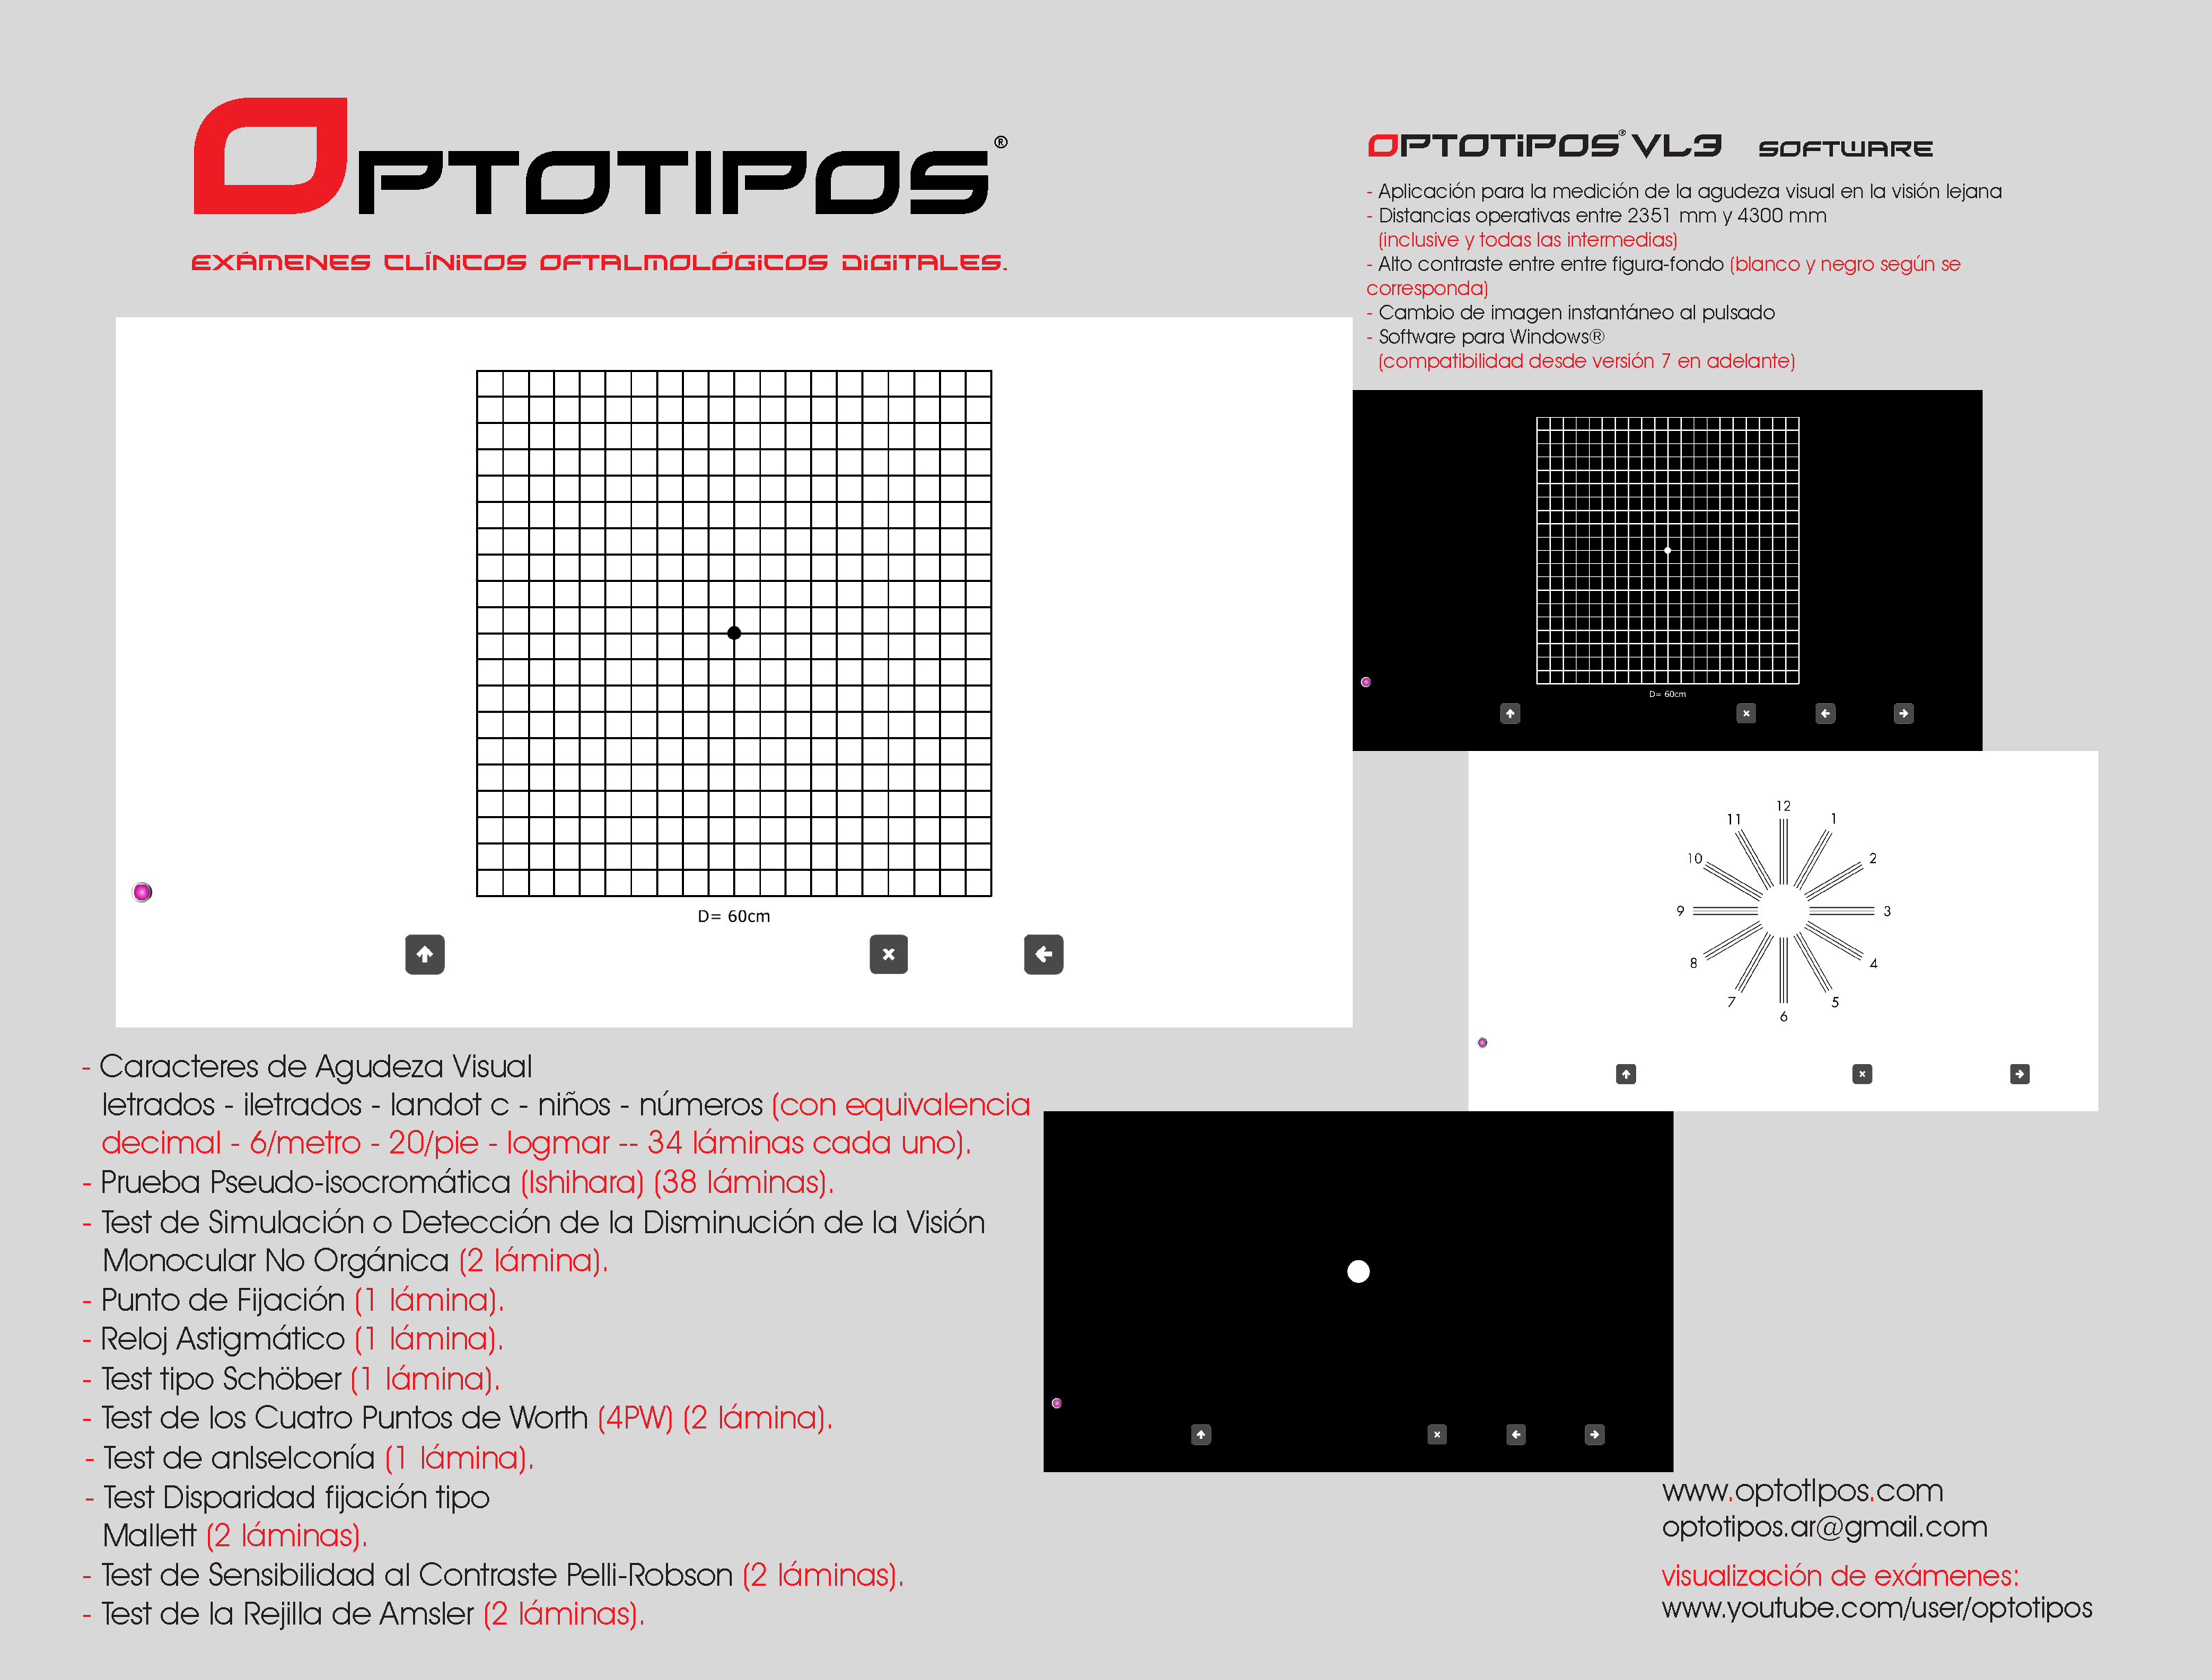 OPTOTIPOS®
EXÁMENES CLÍNICOS OFTALMOLÓGICOS DIGITALES.
OPTOTIPOS® VL3 SOFTWARE
- Aplicación para la medición de la agudeza visual en la visión lejana
- Distancias operativas entre 2351 mm y 4300 mm
(inclusive y todas las intermedias)
- Alto contraste entre entre figura-fondo (blanco y negro según se
corresponda)
- Cambio de imagen instantáneo al pulsado
- Software para Windows®
(compatibilidad desde versión 7 en adelante)
D= 60cm
D= 60cm
12
11
1
10
2
9
3
8
4
7
5
6
- Caracteres de Agudeza Visual
letrados - iletrados - landot c - niños - números (con equivalencia
decimal - 6/metro - 20/pie - logmar -- 34 láminas cada uno).
- Prueba Pseudo-isocromática (Ishihara) (38 láminas).
- Test de Simulación o Detección de la Disminución de la Visión
Monocular No Orgánica (2 lámina).
- Punto de Fijación (1 lámina).
- Reloj Astigmático (1 lámina).
- Test tipo Schöber (1 lámina).
- Test de los Cuatro Puntos de Worth (4PW) (2 lámina).
- Test de anIseIconía (1 lámina).
- Test Disparidad fijación tipo
Mallett (2 láminas).
- Test de Sensibilidad al Contraste Pelli-Robson (2 láminas).
- Test de la Rejilla de Amsler (2 láminas).
www.optotIpos.com
optotipos.ar@gmail.com
visualización de exámenes:
www.youtube.com/user/optotipos